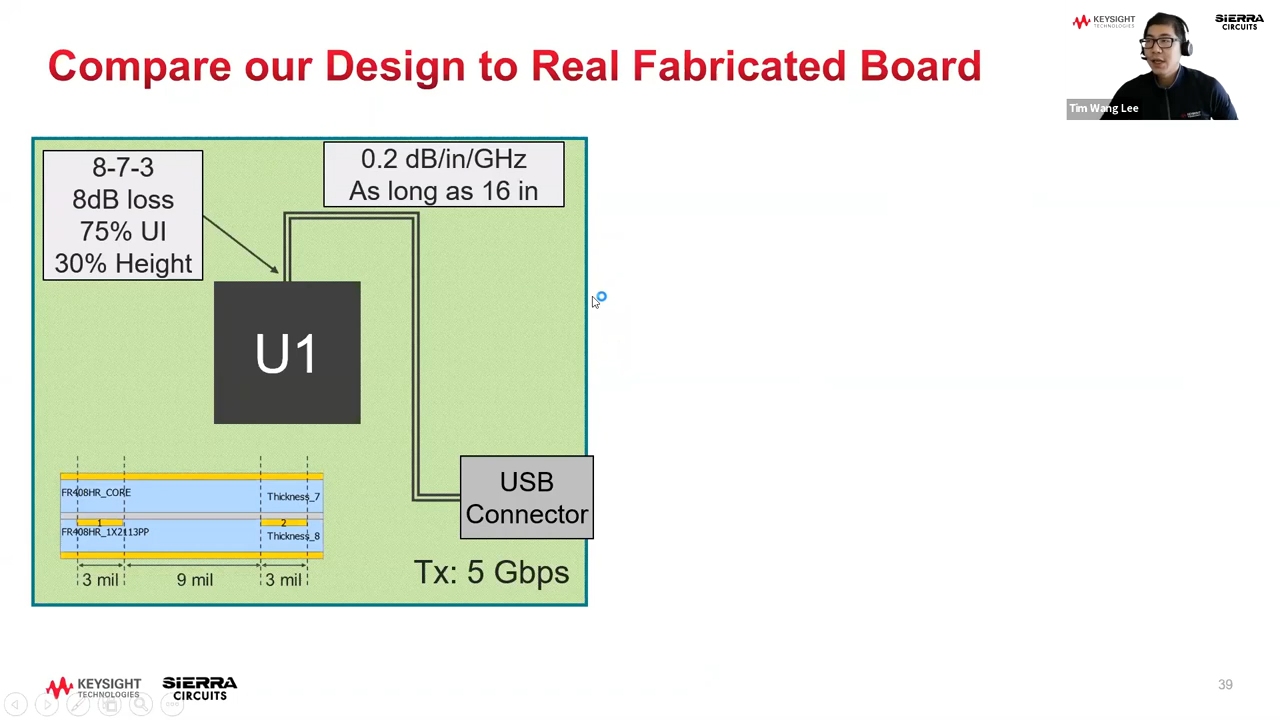 Compare our Design to Real Fabricated Board
KEYSIGHT
TECHNOLOGIES
SIERRA
CIRCUITS
Tim Wang Lee
8-7-3
8dB loss
75% UI
30% Height
0.2 dB/in/GHz
As long as 16 in
U1
USB
Connector
FR408HR_CORE
Thickness_7
1
2
FR408HR_1X2113PP
Thickness_8
3 mil
9 mil
3 mil
Tx: 5 Gbps
KEYSIGHT
TECHNOLOGIES
SIERRA
CIRCUITS
39